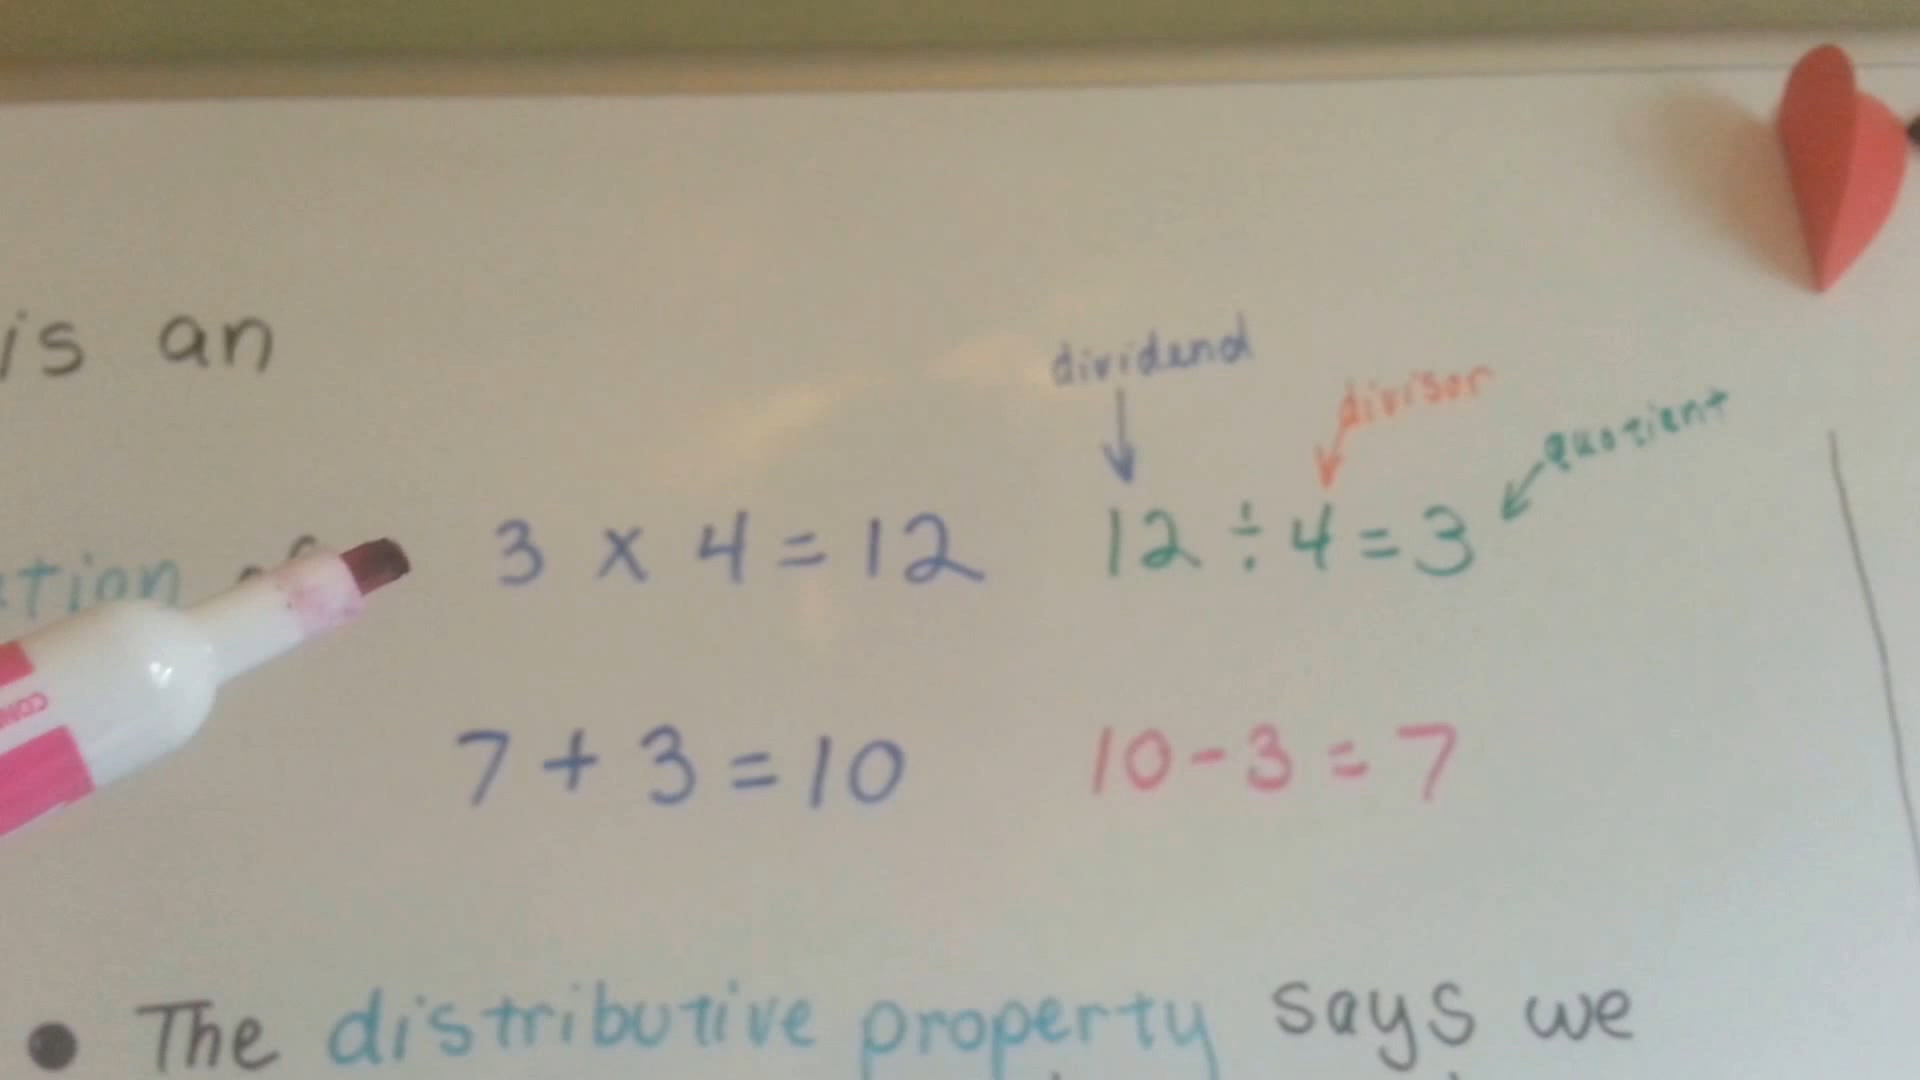 is an
dividend
divisor
quotient
3 x 4 = 12
12 ÷ 4 = 3
7 + 3 = 10
10 - 3 = 7
• The distributive property says we